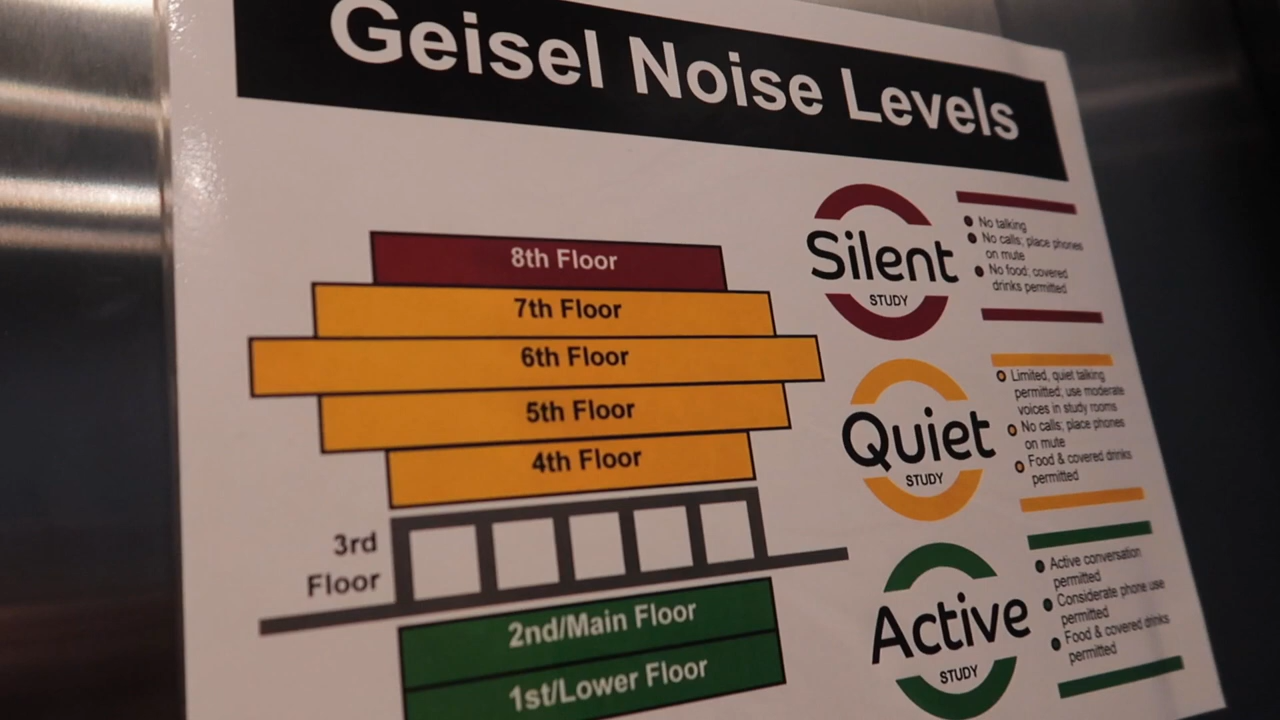 Geisel Noise Levels
8th Floor
7th Floor
6th Floor
5th Floor
4th Floor
3rd
Floor
2nd/Main Floor
1st/Lower Floor
Silent
STUDY
No talking
No calls; place phones
on mute
No food; covered
drinks permitted
Quiet
STUDY
Limited, quiet talking
permitted; use moderate
voices in study rooms
No calls; place phones
on mute
Food & covered drinks
permitted
Active
STUDY
Active conversation
permitted
Considerate phone use
permitted
Food & covered drinks
permitted